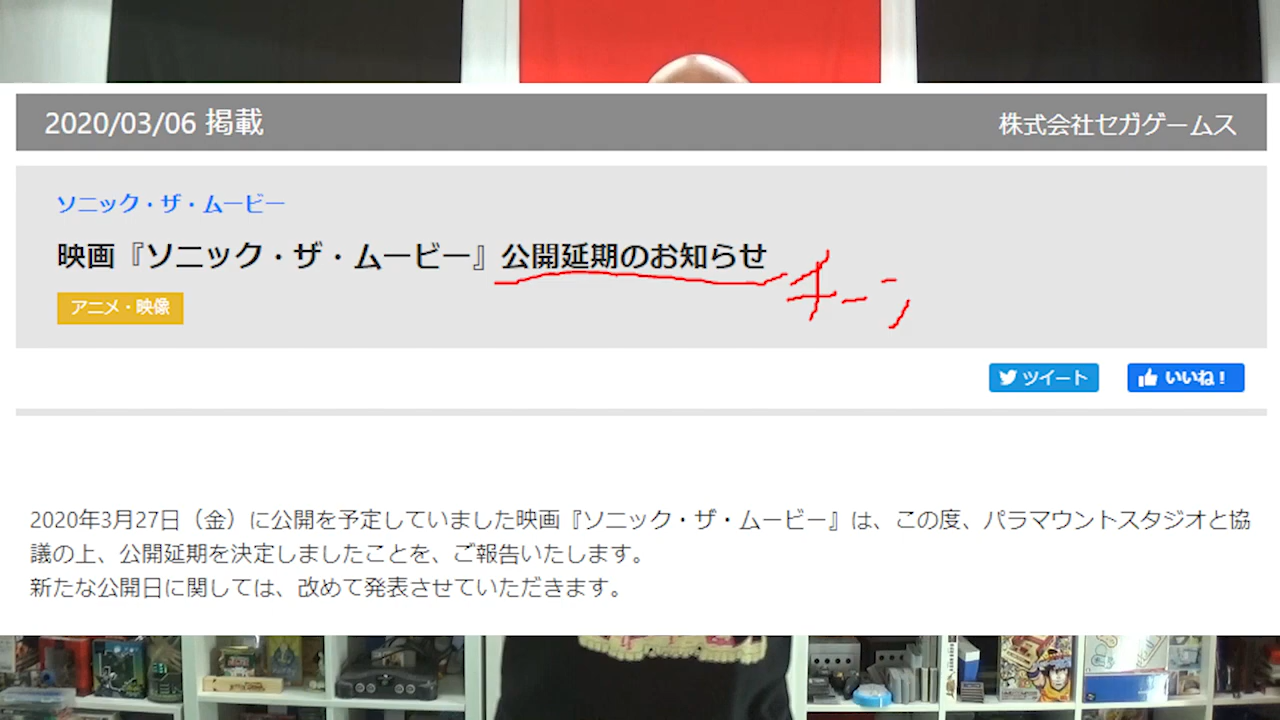 2020/03/06 掲載
株式会社セガゲームス
ソニック・ザ・ムービー
映画『ソニック・ザ・ムービー』公開延期のお知らせ
チーン
アニメ・映像
ツイート
いいね！
2020年3月27日（金）に公開を予定していました映画『ソニック・ザ・ムービー』は、この度、パラマウントスタジオと協
議の上、公開延期を決定しましたことを、ご報告いたします。
新たな公開日に関しては、改めて発表させていただきます。